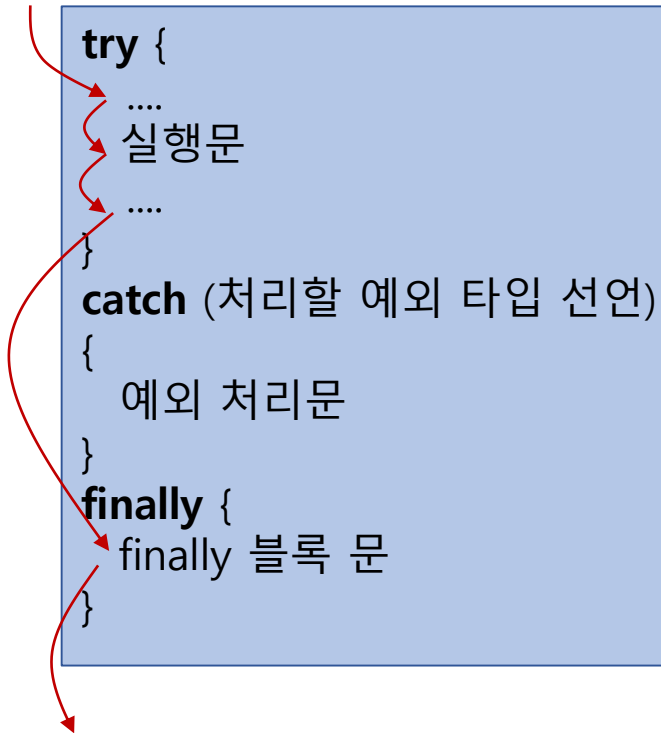 try {
....
실행문
....
}
catch (처리할 예외 타입 선언)
{
예외 처리문
}
finally {
finally 블록 문
}